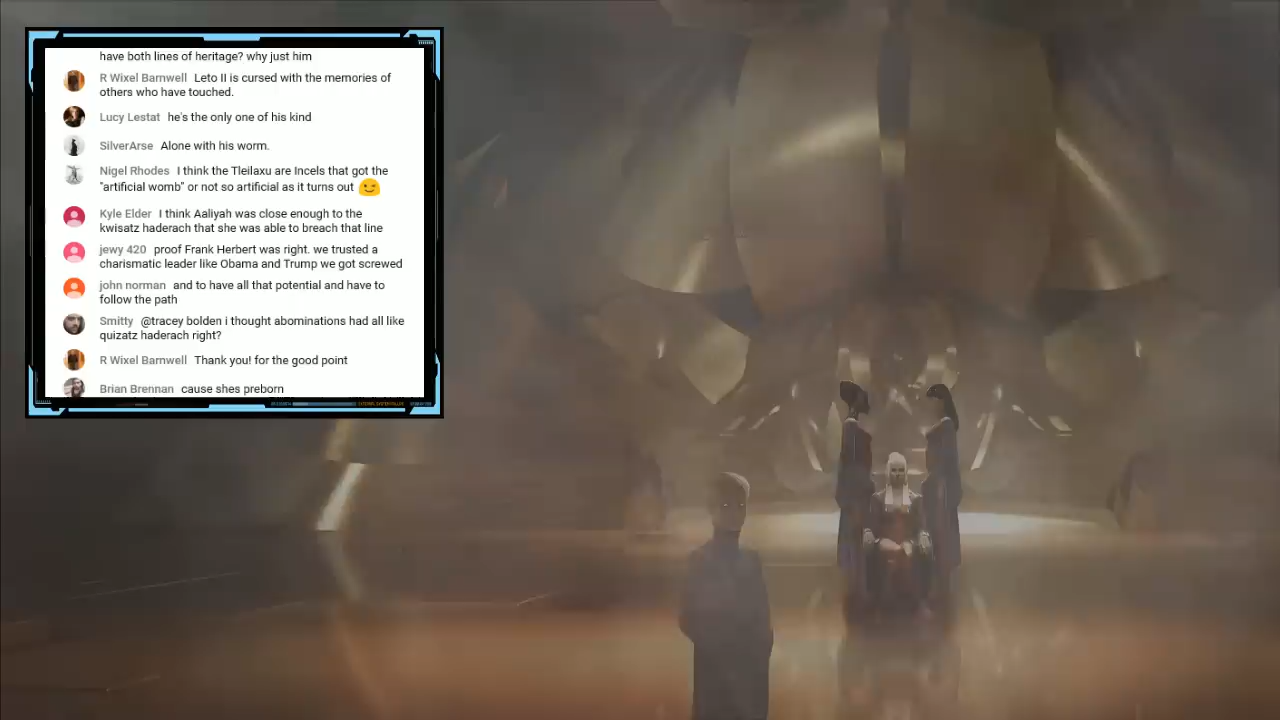 have both lines of heritage? why just him
R Wixel Barnwell Leto II is cursed with the memories of
others who have touched.
Lucy Lestat he's the only one of his kind
SilverArse Alone with his worm.
Nigel Rhodes I think the Tleilaxu are Incels that got the
"artificial womb" or not so artificial as it turns out 😉
Kyle Elder I think Aaliyah was close enough to the
kwisatz haderach that she was able to breach that line
jewy 420 proof Frank Herbert was right. we trusted a
charismatic leader like Obama and Trump we got screwed
john norman and to have all that potential and have to
follow the path
Smitty @tracey bolden i thought abominations had all like
quizatz haderach right?
R Wixel Barnwell Thank you! for the good point
Brian Brennan cause shes preborn